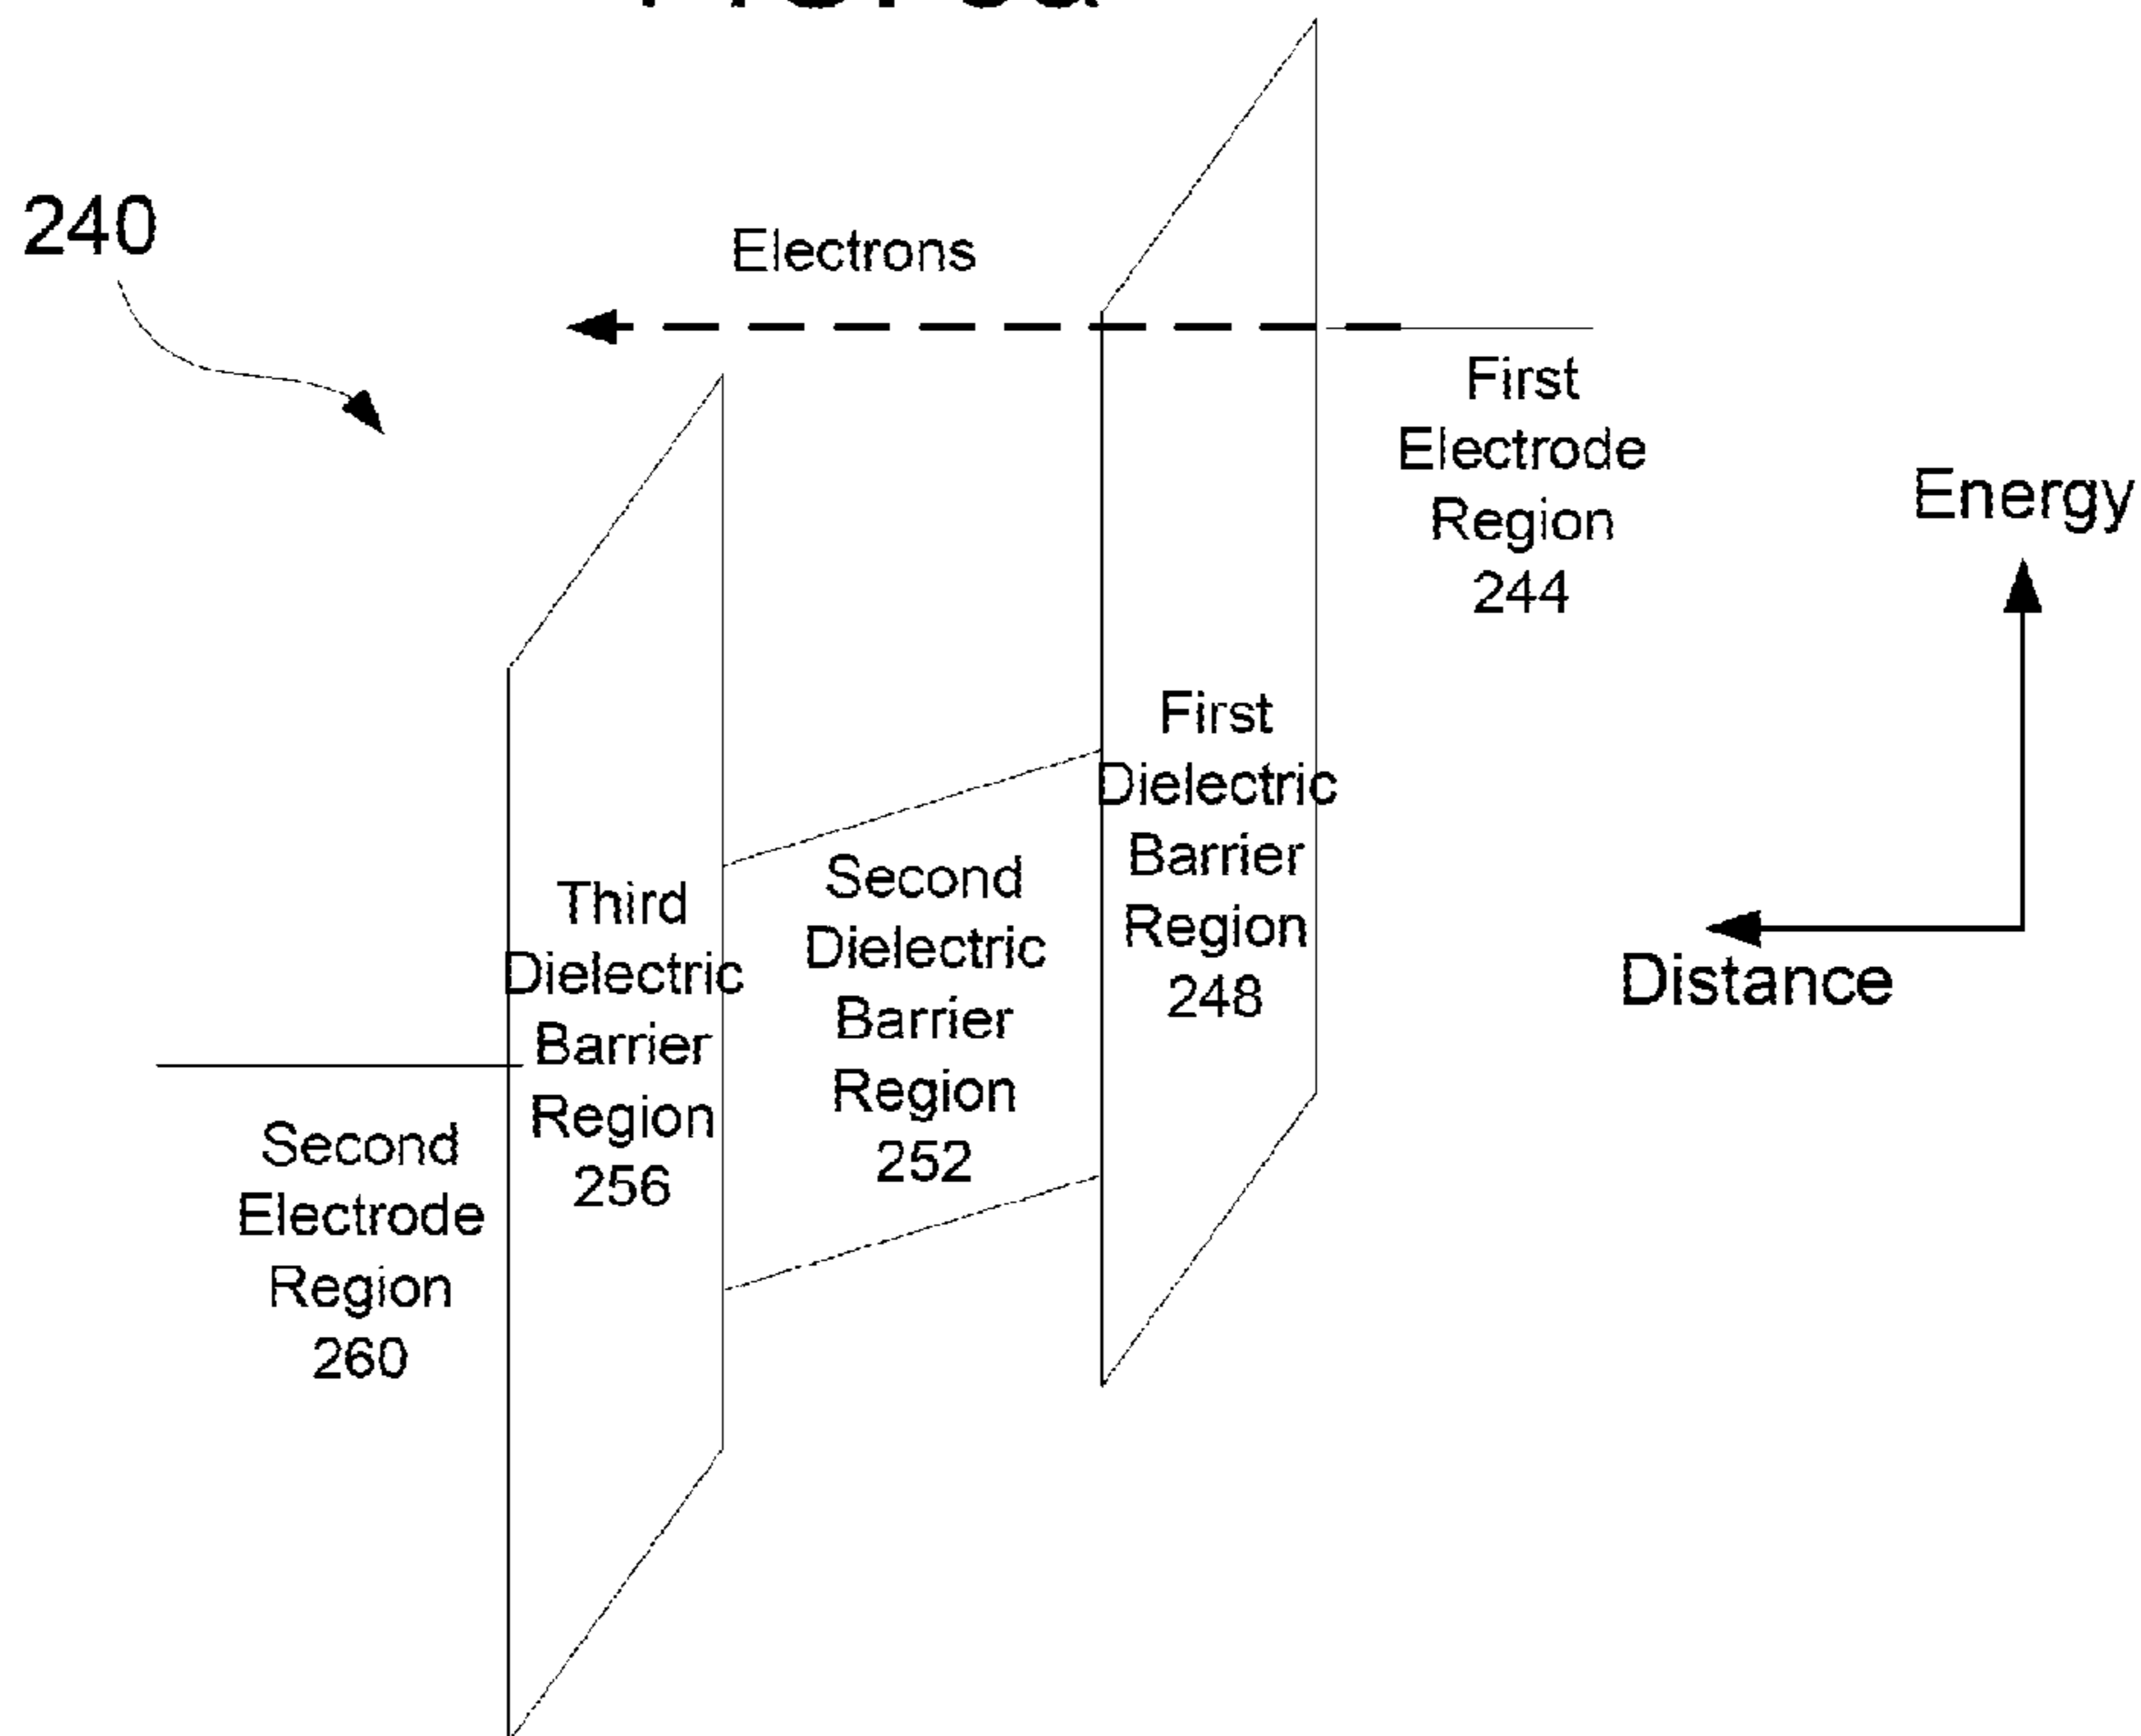 240
Electrons
First
Electrode
Region
244
Energy
Distance
First
Dielectric
Barrier
Region
248
Second
Dielectric
Barrier
Region
252
Third
Dielectric
Barrier
Region
256
Second
Electrode
Region
260